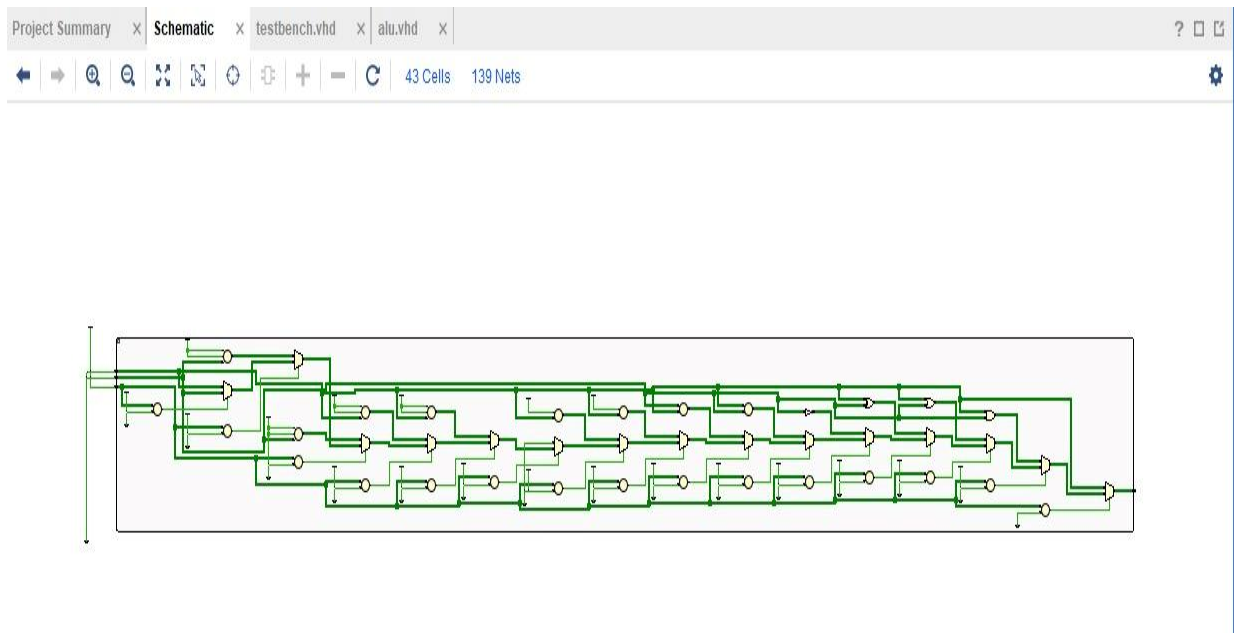 Project Summary × Schematic × testbench.vhd × alu.vhd × ?
43 Cells 139 Nets